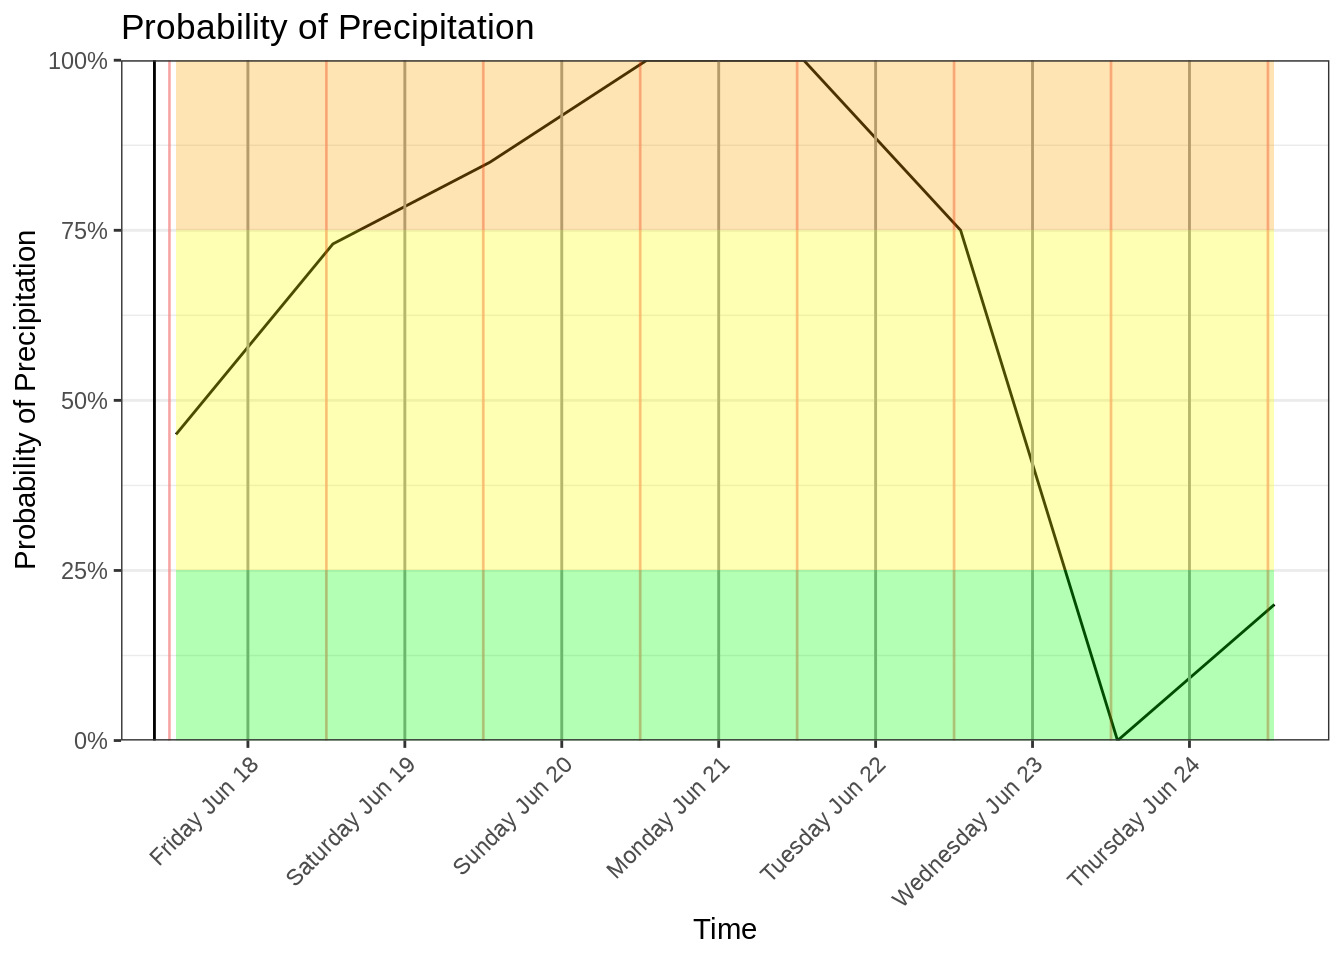 Probability of Precipitation
Probability of Precipitation
100%
75%
50%
25%
0%
Friday Jun 18
Saturday Jun 19
Sunday Jun 20
Monday Jun 21
Tuesday Jun 22
Wednesday Jun 23
Thursday Jun 24
Time